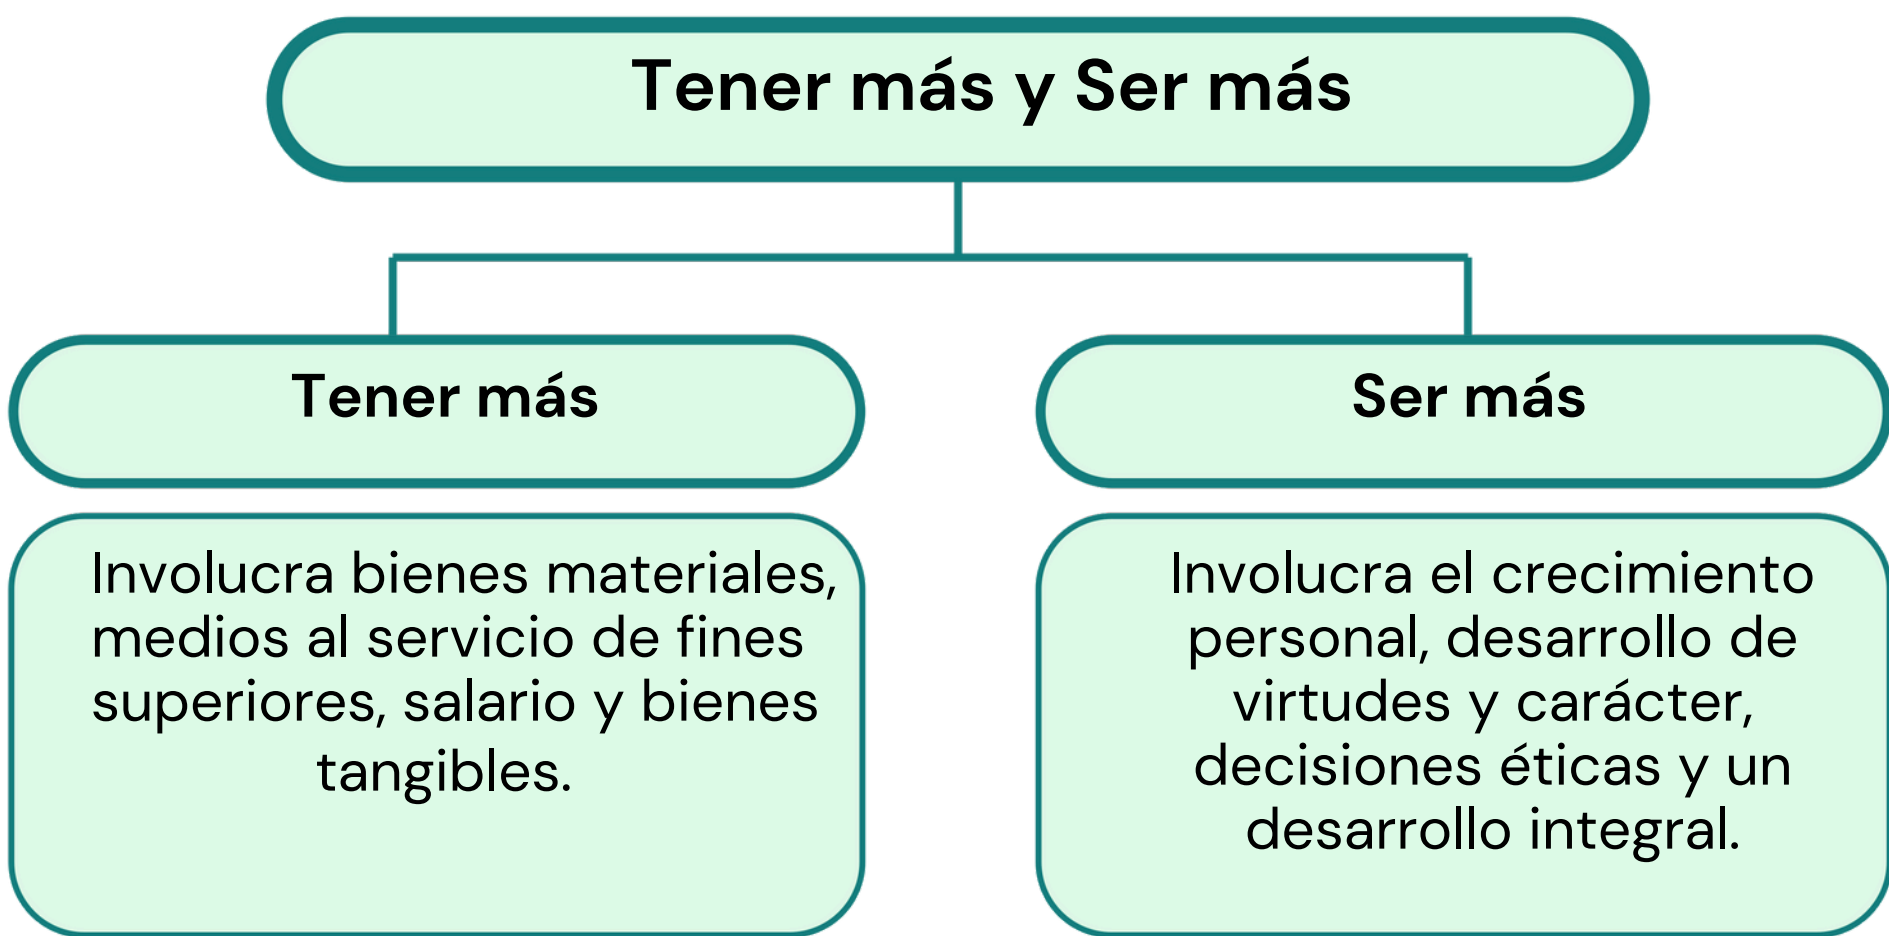 Tener más y Ser más
Tener más
Involucra bienes materiales,
medios al servicio de fines
superiores, salario y bienes
tangibles.
Ser más
Involucra el crecimiento
personal, desarrollo de
virtudes y carácter,
decisiones éticas y un
desarrollo integral.